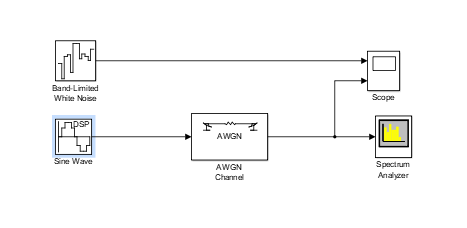 Band-Limited
White Noise
Scope
DSP
Sine Wave
AWGN
AWGN
Channel
Spectrum
Analyzer